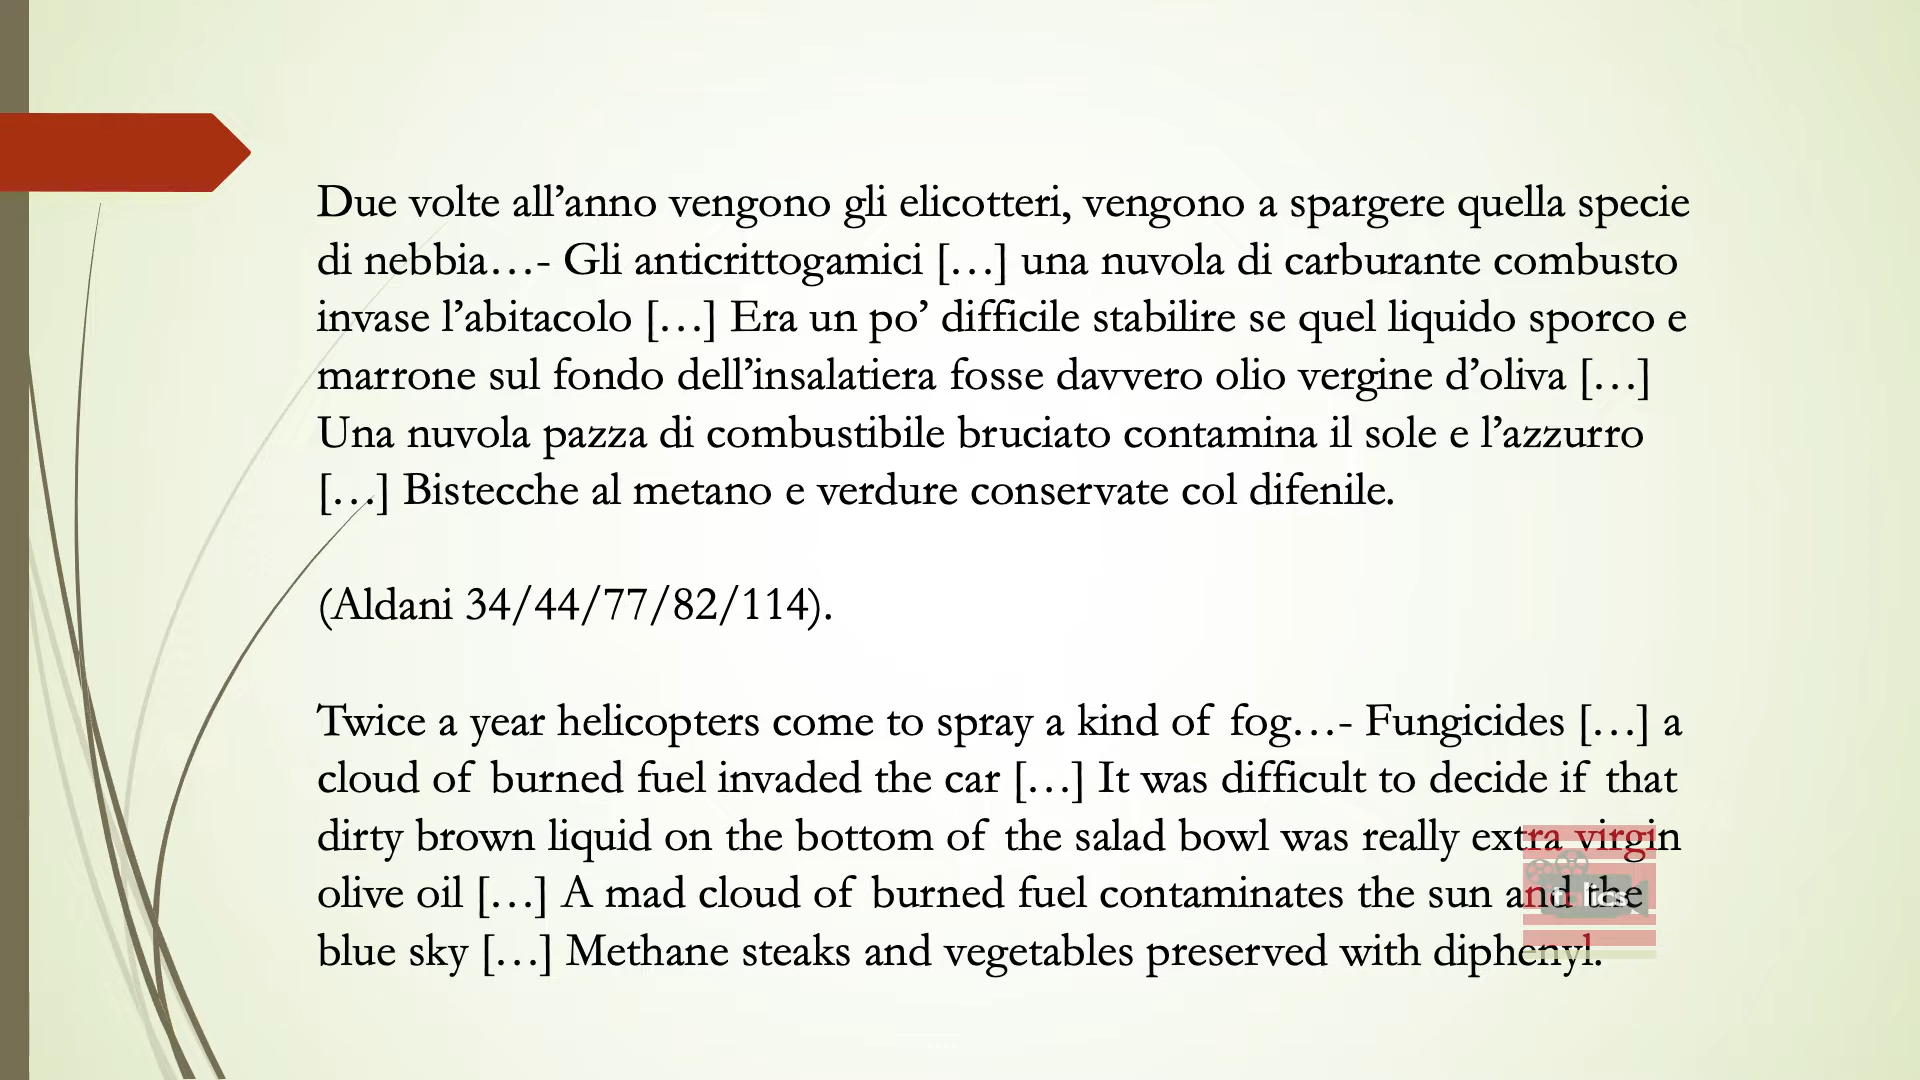 Due volte all’anno vengono gli elicotteri, vengono a spargere quella specie
di nebbia…- Gli anticrittogamici […] una nuvola di carburante combusto
invase l’abitacolo […] Era un po’ difficile stabilire se quel liquido sporco e
marrone sul fondo dell’insalatiera fosse davvero olio vergine d’oliva […]
Una nuvola pazza di combustibile bruciato contamina il sole e l’azzurro
[…] Bistecche al metano e verdure conservate col difenile.
(Aldani 34/44/77/82/114).
Twice a year helicopters come to spray a kind of fog…- Fungicides […] a
cloud of burned fuel invaded the car […] It was difficult to decide if that
dirty brown liquid on the bottom of the salad bowl was really extra virgin
olive oil […] A mad cloud of burned fuel contaminates the sun and the
blue sky […] Methane steaks and vegetables preserved with diphenyl.